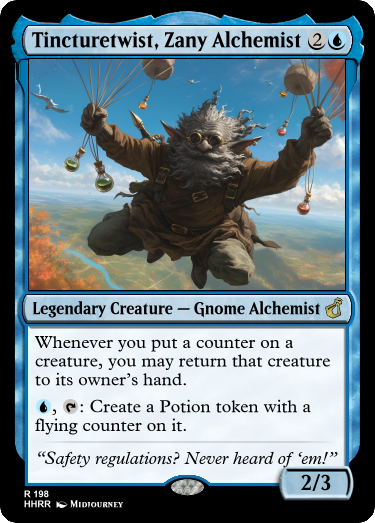 Tincturetwist, Zany Alchemist 2
Legendary Creature — Gnome Alchemist
Whenever you put a counter on a
creature, you may return that creature
to its owner's hand.
, : Create a Potion token with a
flying counter on it.
“Safety regulations? Never heard of ‘em!”
2/3
R 198
HHRR Midjourney